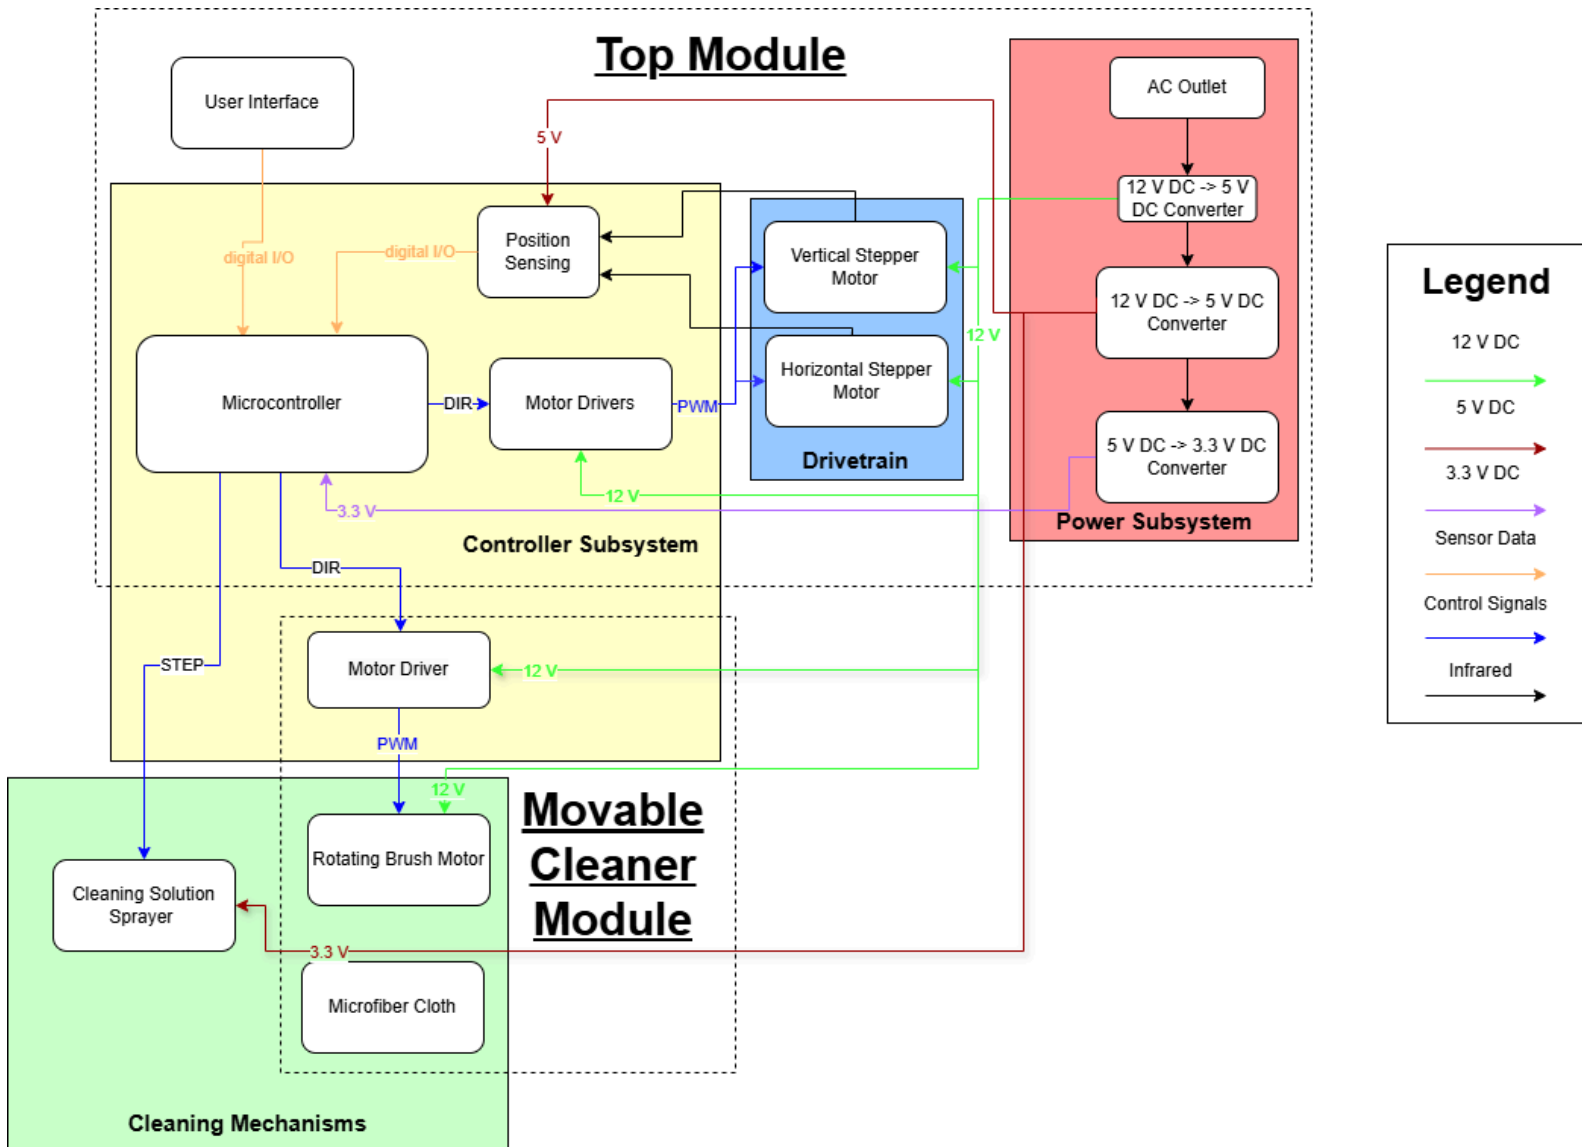 Top Module
User Interface
AC Outlet
5 V
12 V DC -> 5 V
DC Converter
Position
Sensing
digital I/O
digital I/O
Vertical Stepper
Motor
12 V DC -> 5 V DC
Converter
12 V
Horizontal Stepper
Motor
Microcontroller
DIR
Motor Drivers
PWM
Drivetrain
5 V DC -> 3.3 V DC
Converter
12 V
3.3 V
Power Subsystem
Controller Subsystem
DIR
STEP
Motor Driver
12 V
PWM
12 V
Rotating Brush Motor
Movable
Cleaner
Module
Cleaning Solution
Sprayer
3.3 V
Microfiber Cloth
Cleaning Mechanisms
Legend
12 V DC
5 V DC
3.3 V DC
Sensor Data
Control Signals
Infrared